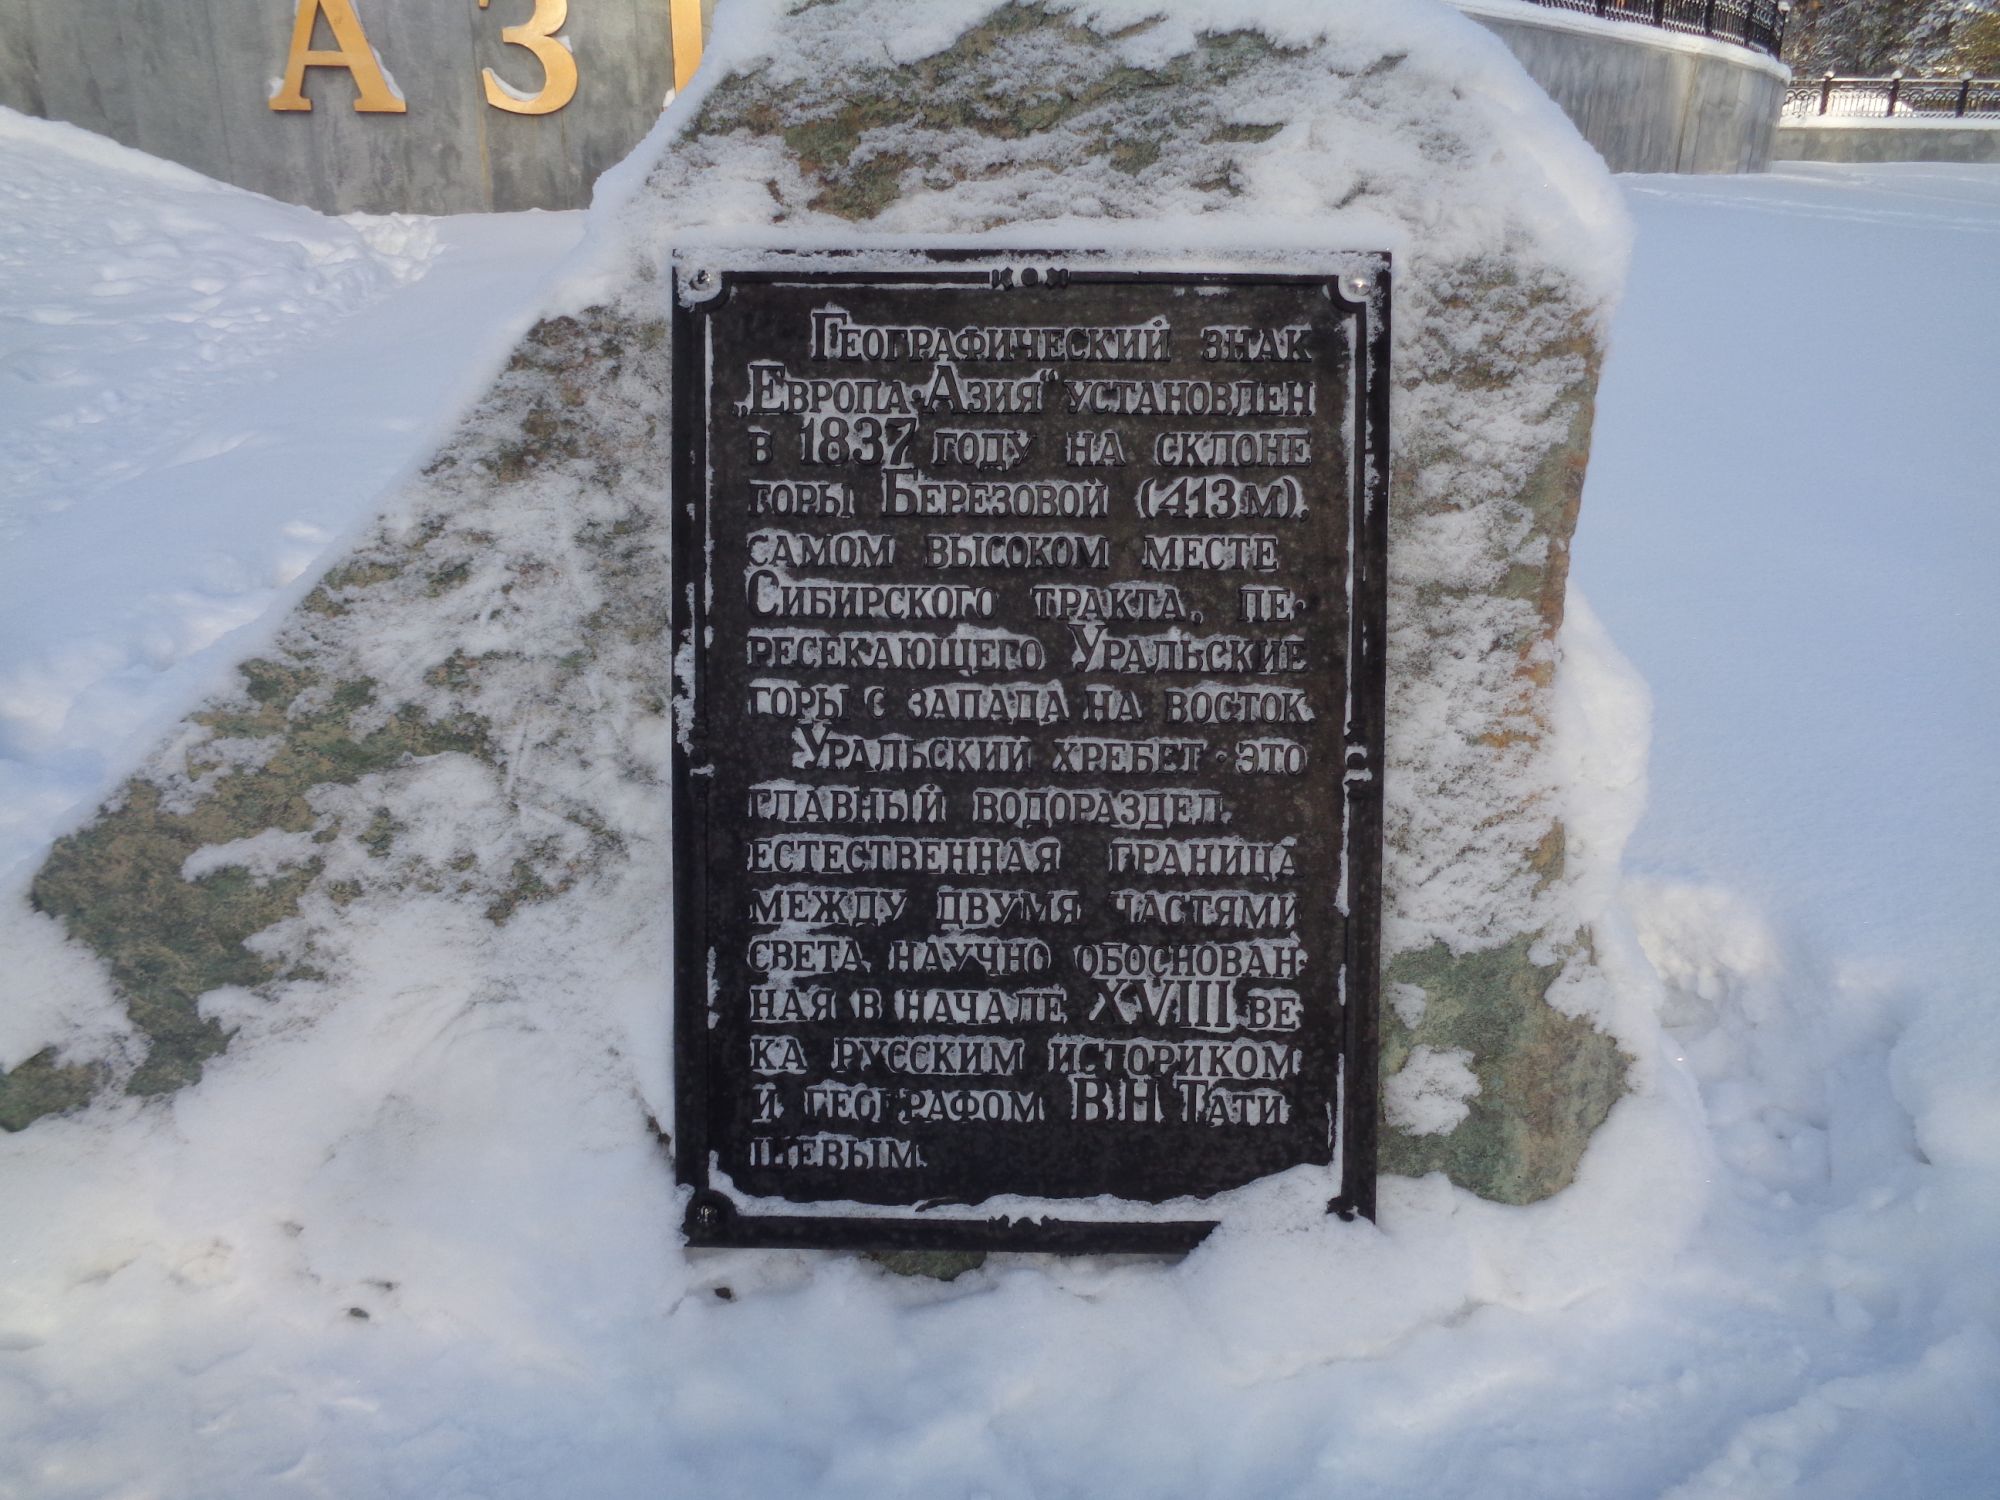 АЗІ
Географический знак
„Европа-Азия“ установлен
в 1837 году на склоне
горы Березовой (413 м),
самом высоком месте
Сибирского тракта, пе-
ресекающего Уральские
горы с запада на восток.
Уральский хребет - это
главный водораздел,
естественная граница
между двумя частями
света, научно обоснован-
ная в начале XVIII ве
ка русским историком
и географом В.Н. Тати
щевым.